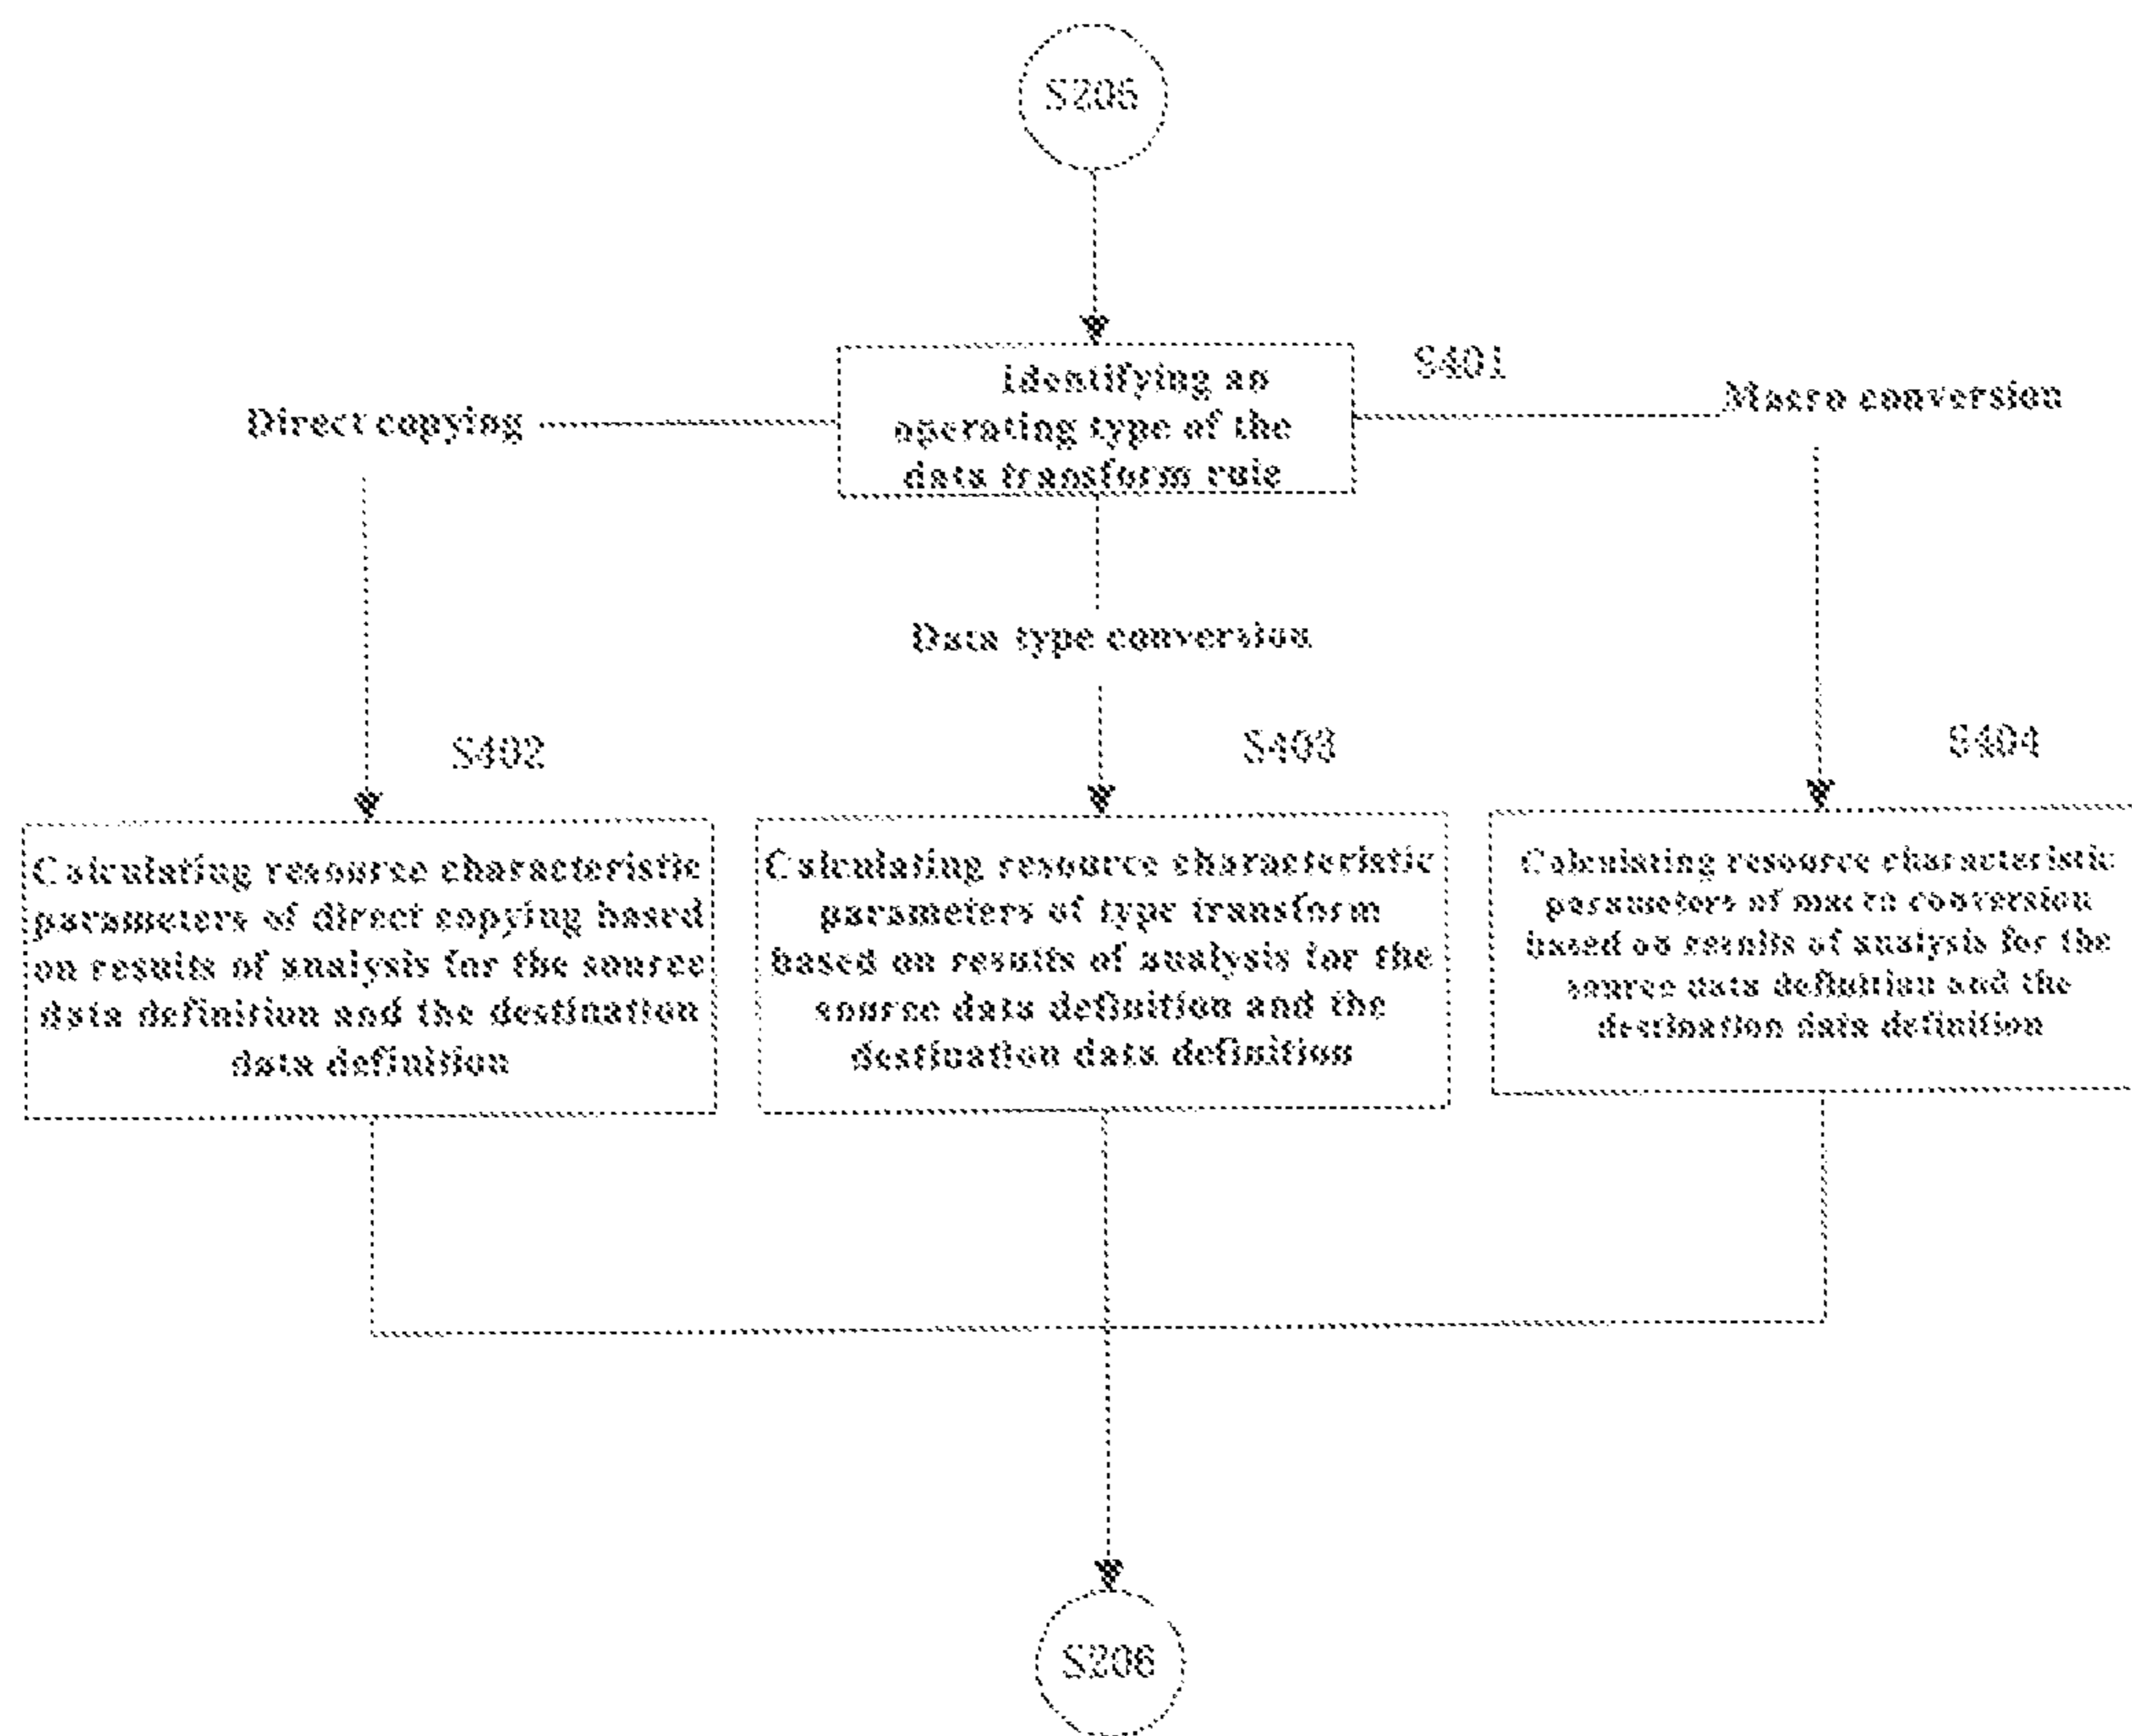 S205
Identifying an
operating type of the
data transform rule
S401
Direct copying
Macro conversion
Data type conversion
S402
Calculating resource characteristic
parameters of direct copying based
on results of analysis for the source
data definition and the destination
data definition
S403
Calculating resource characteristic
parameters of type transform
based on results of analysis for the
source data definition and the
destination data definition
S404
Calculating resource characteristic
parameters of macro conversion
based on results of analysis for the
source data definition and the
destination data definition
S206